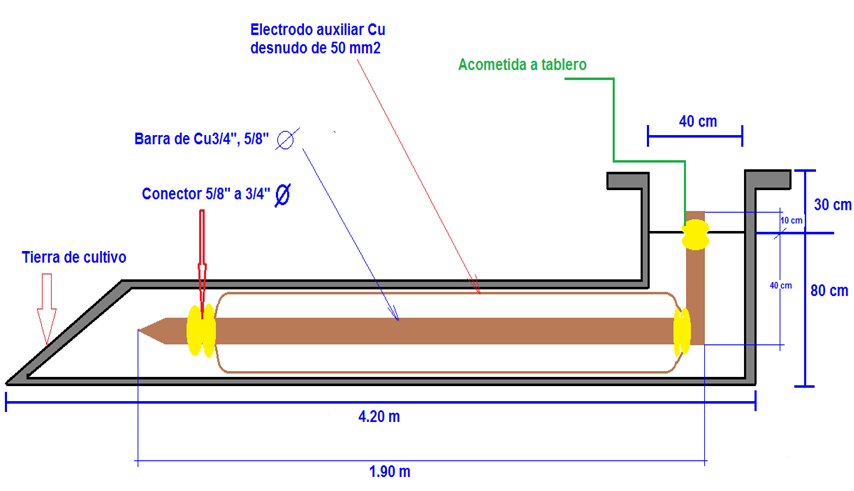 Electrodo auxiliar Cu
desnudo de 50 mm2
Acometida a tablero
40 cm
Barra de Cu3/4", 5/8"
Conector 5/8" a 3/4"
30 cm
10 cm
Tierra de cultivo
40 cm
80 cm
4.20 m
1.90 m